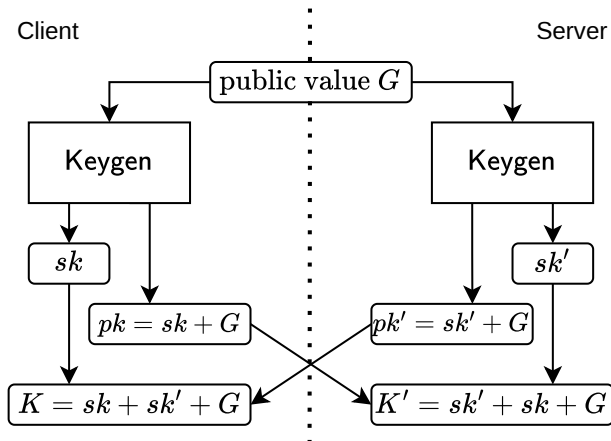 Client
Server
public value G
Keygen
Keygen
sk
sk′
pk = sk + G
pk′ = sk′ + G
K = sk + sk′ + G
K′ = sk′ + sk + G